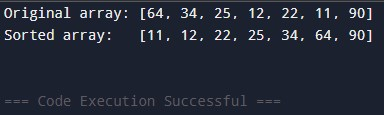 Original array: [64, 34, 25, 12, 22, 11, 90]
Sorted array:   [11, 12, 22, 25, 34, 64, 90]
=== Code Execution Successful ===